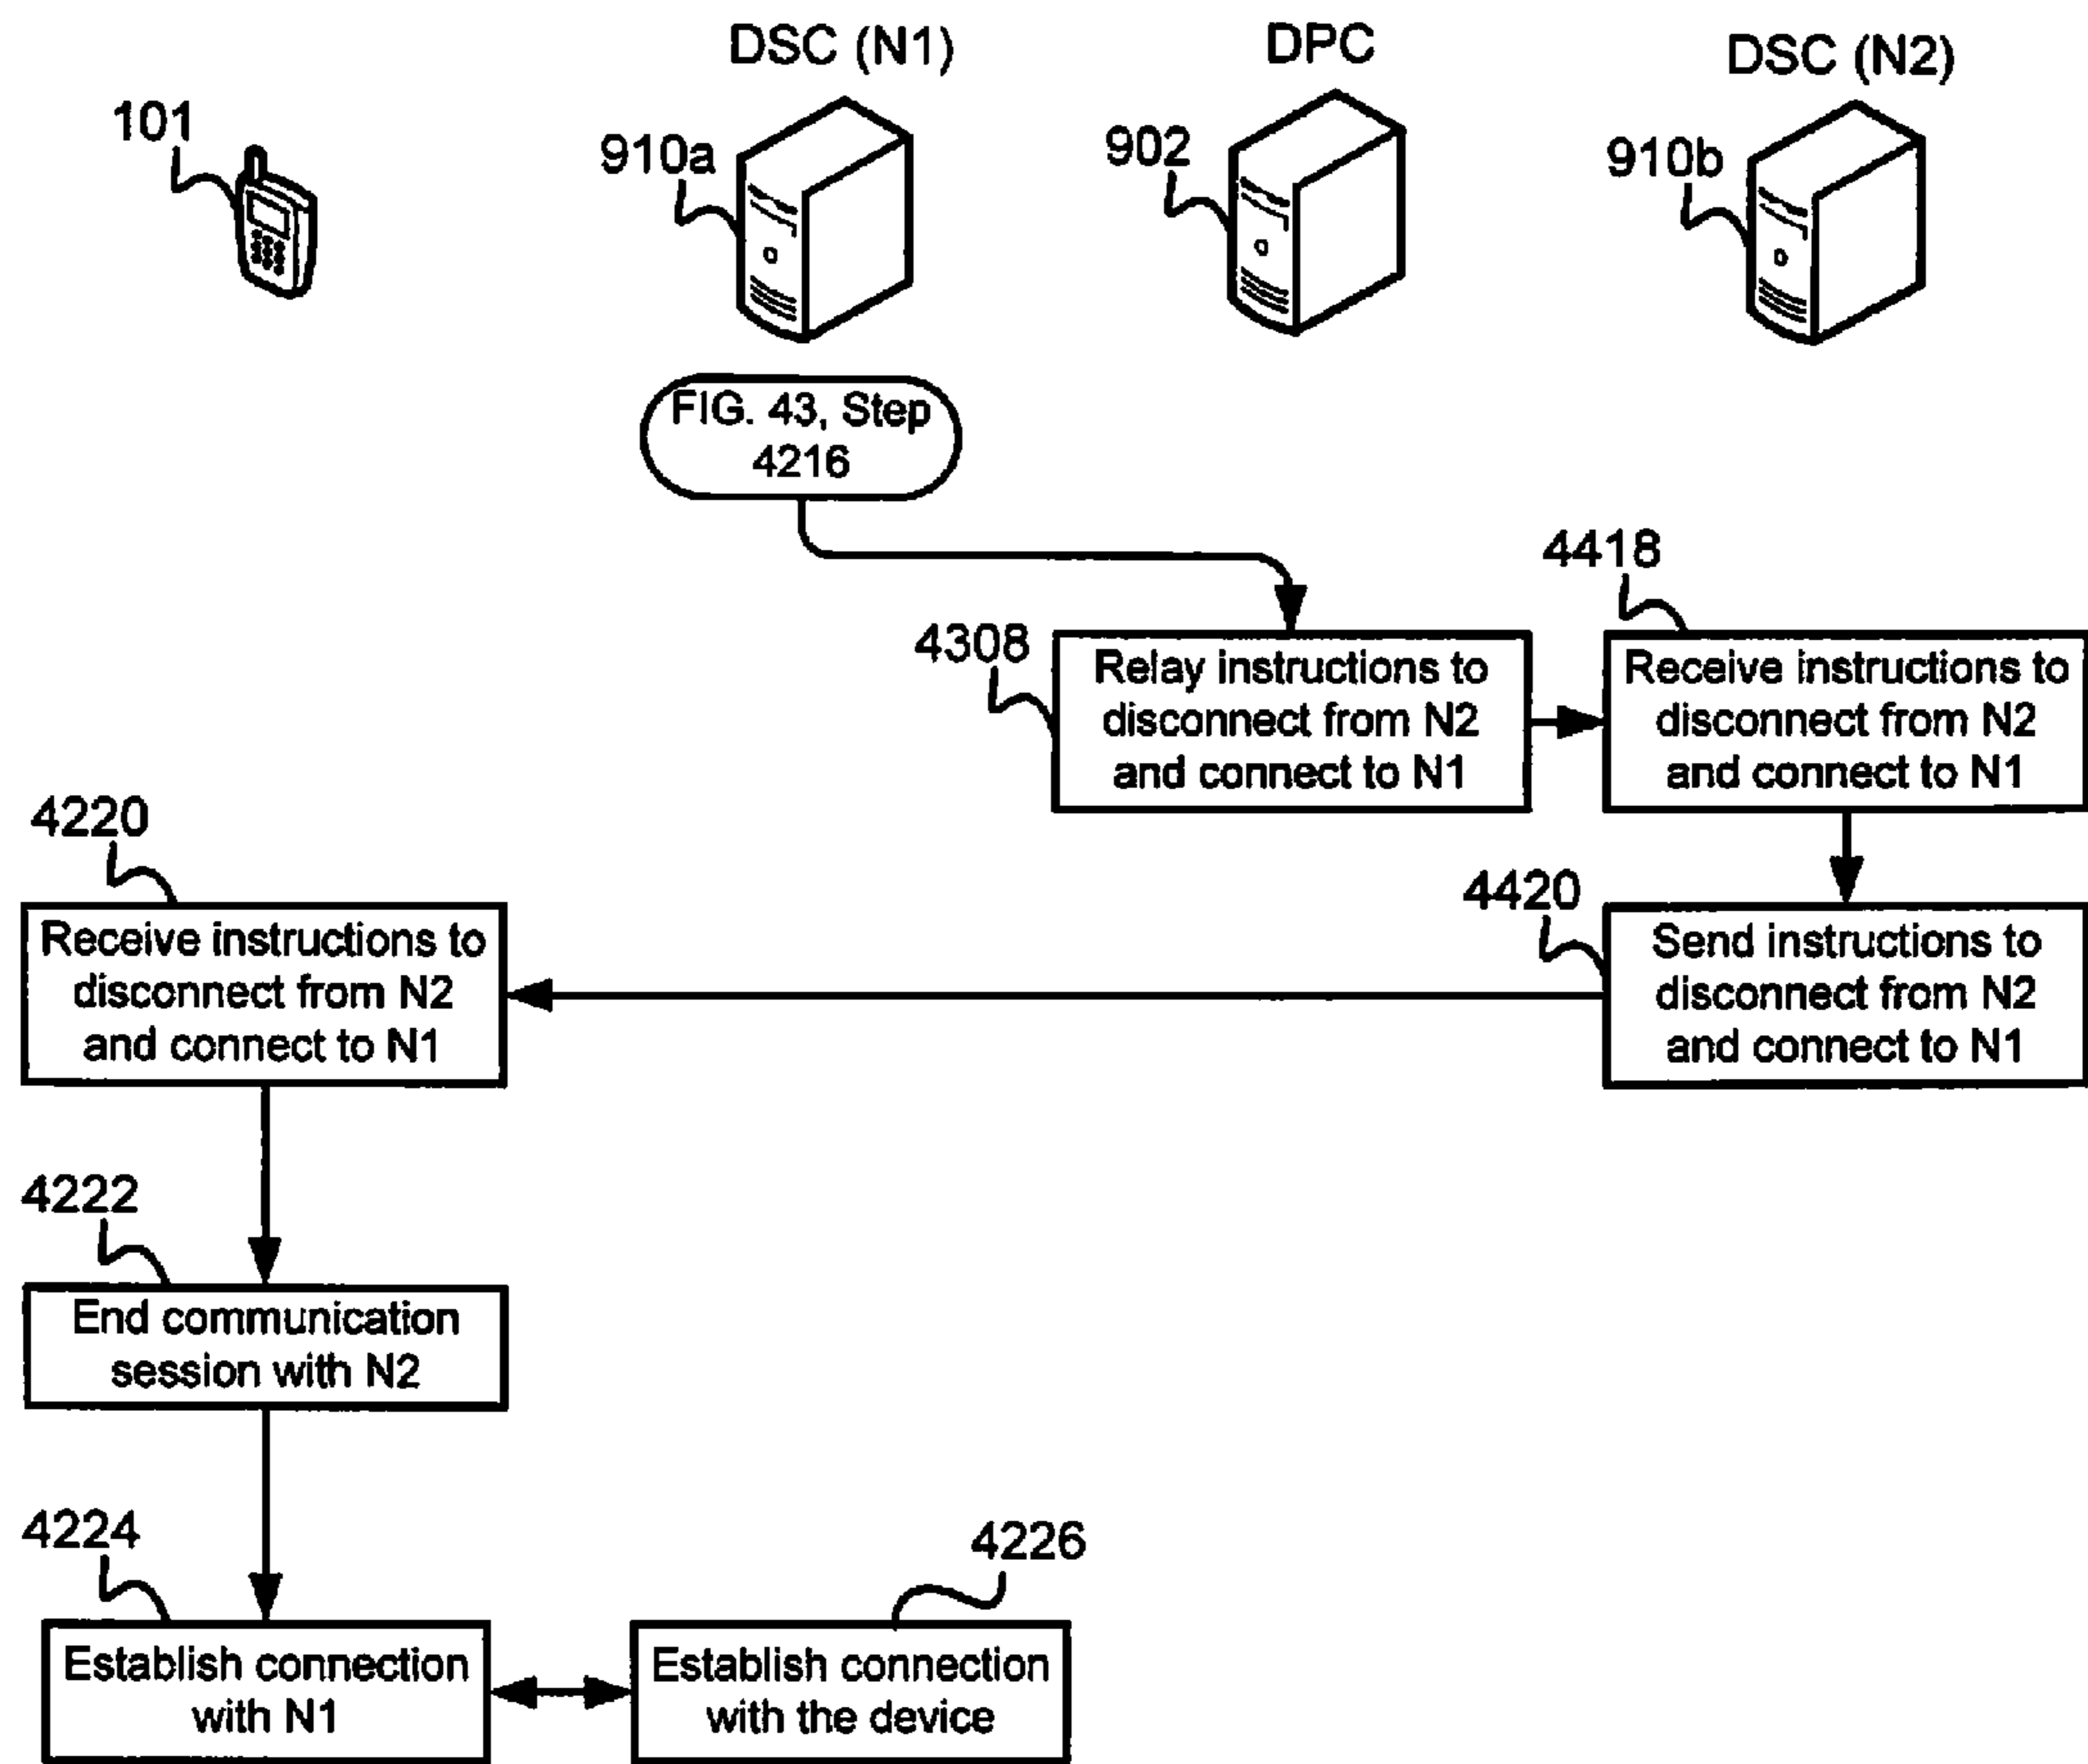 DSC (N1)
DPC
DSC (N2)
101
910a
902
910b
FIG. 43, Step
4216
4418
4308
Relay instructions to
disconnect from N2
and connect to N1
Receive instructions to
disconnect from N2
and connect to N1
4220
4420
Receive instructions to
disconnect from N2
and connect to N1
Send instructions to
disconnect from N2
and connect to N1
4222
End communication
session with N2
4224
4226
Establish connection
with N1
Establish connection
with the device